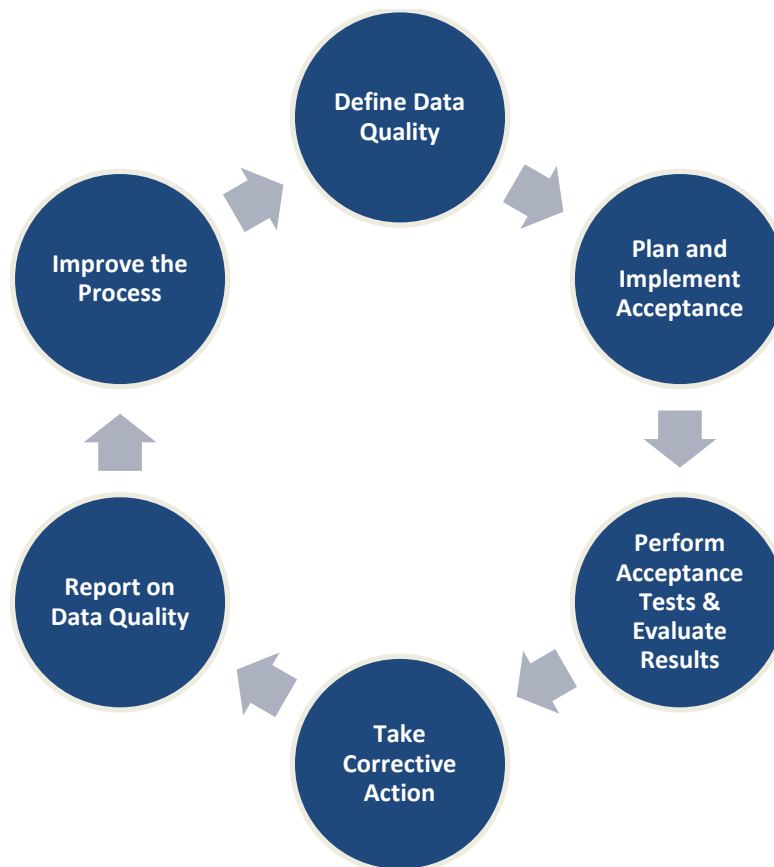 Define Data
Quality
Plan and
Implement
Acceptance
Perform
Acceptance
Tests &
Evaluate
Results
Take
Corrective
Action
Report on
Data Quality
Improve the
Process